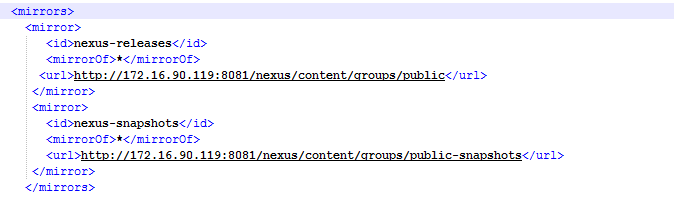 <mirrors>
<mirror>
<id>nexus-releases</id>
<mirrorOf>*</mirrorOf>
<url>http://172.16.90.119:8081/nexus/content/groups/public</url>
</mirror>
<mirror>
<id>nexus-snapshots</id>
<mirrorOf>*</mirrorOf>
<url>http://172.16.90.119:8081/nexus/content/groups/public-snapshots</url>
</mirror>
</mirrors>